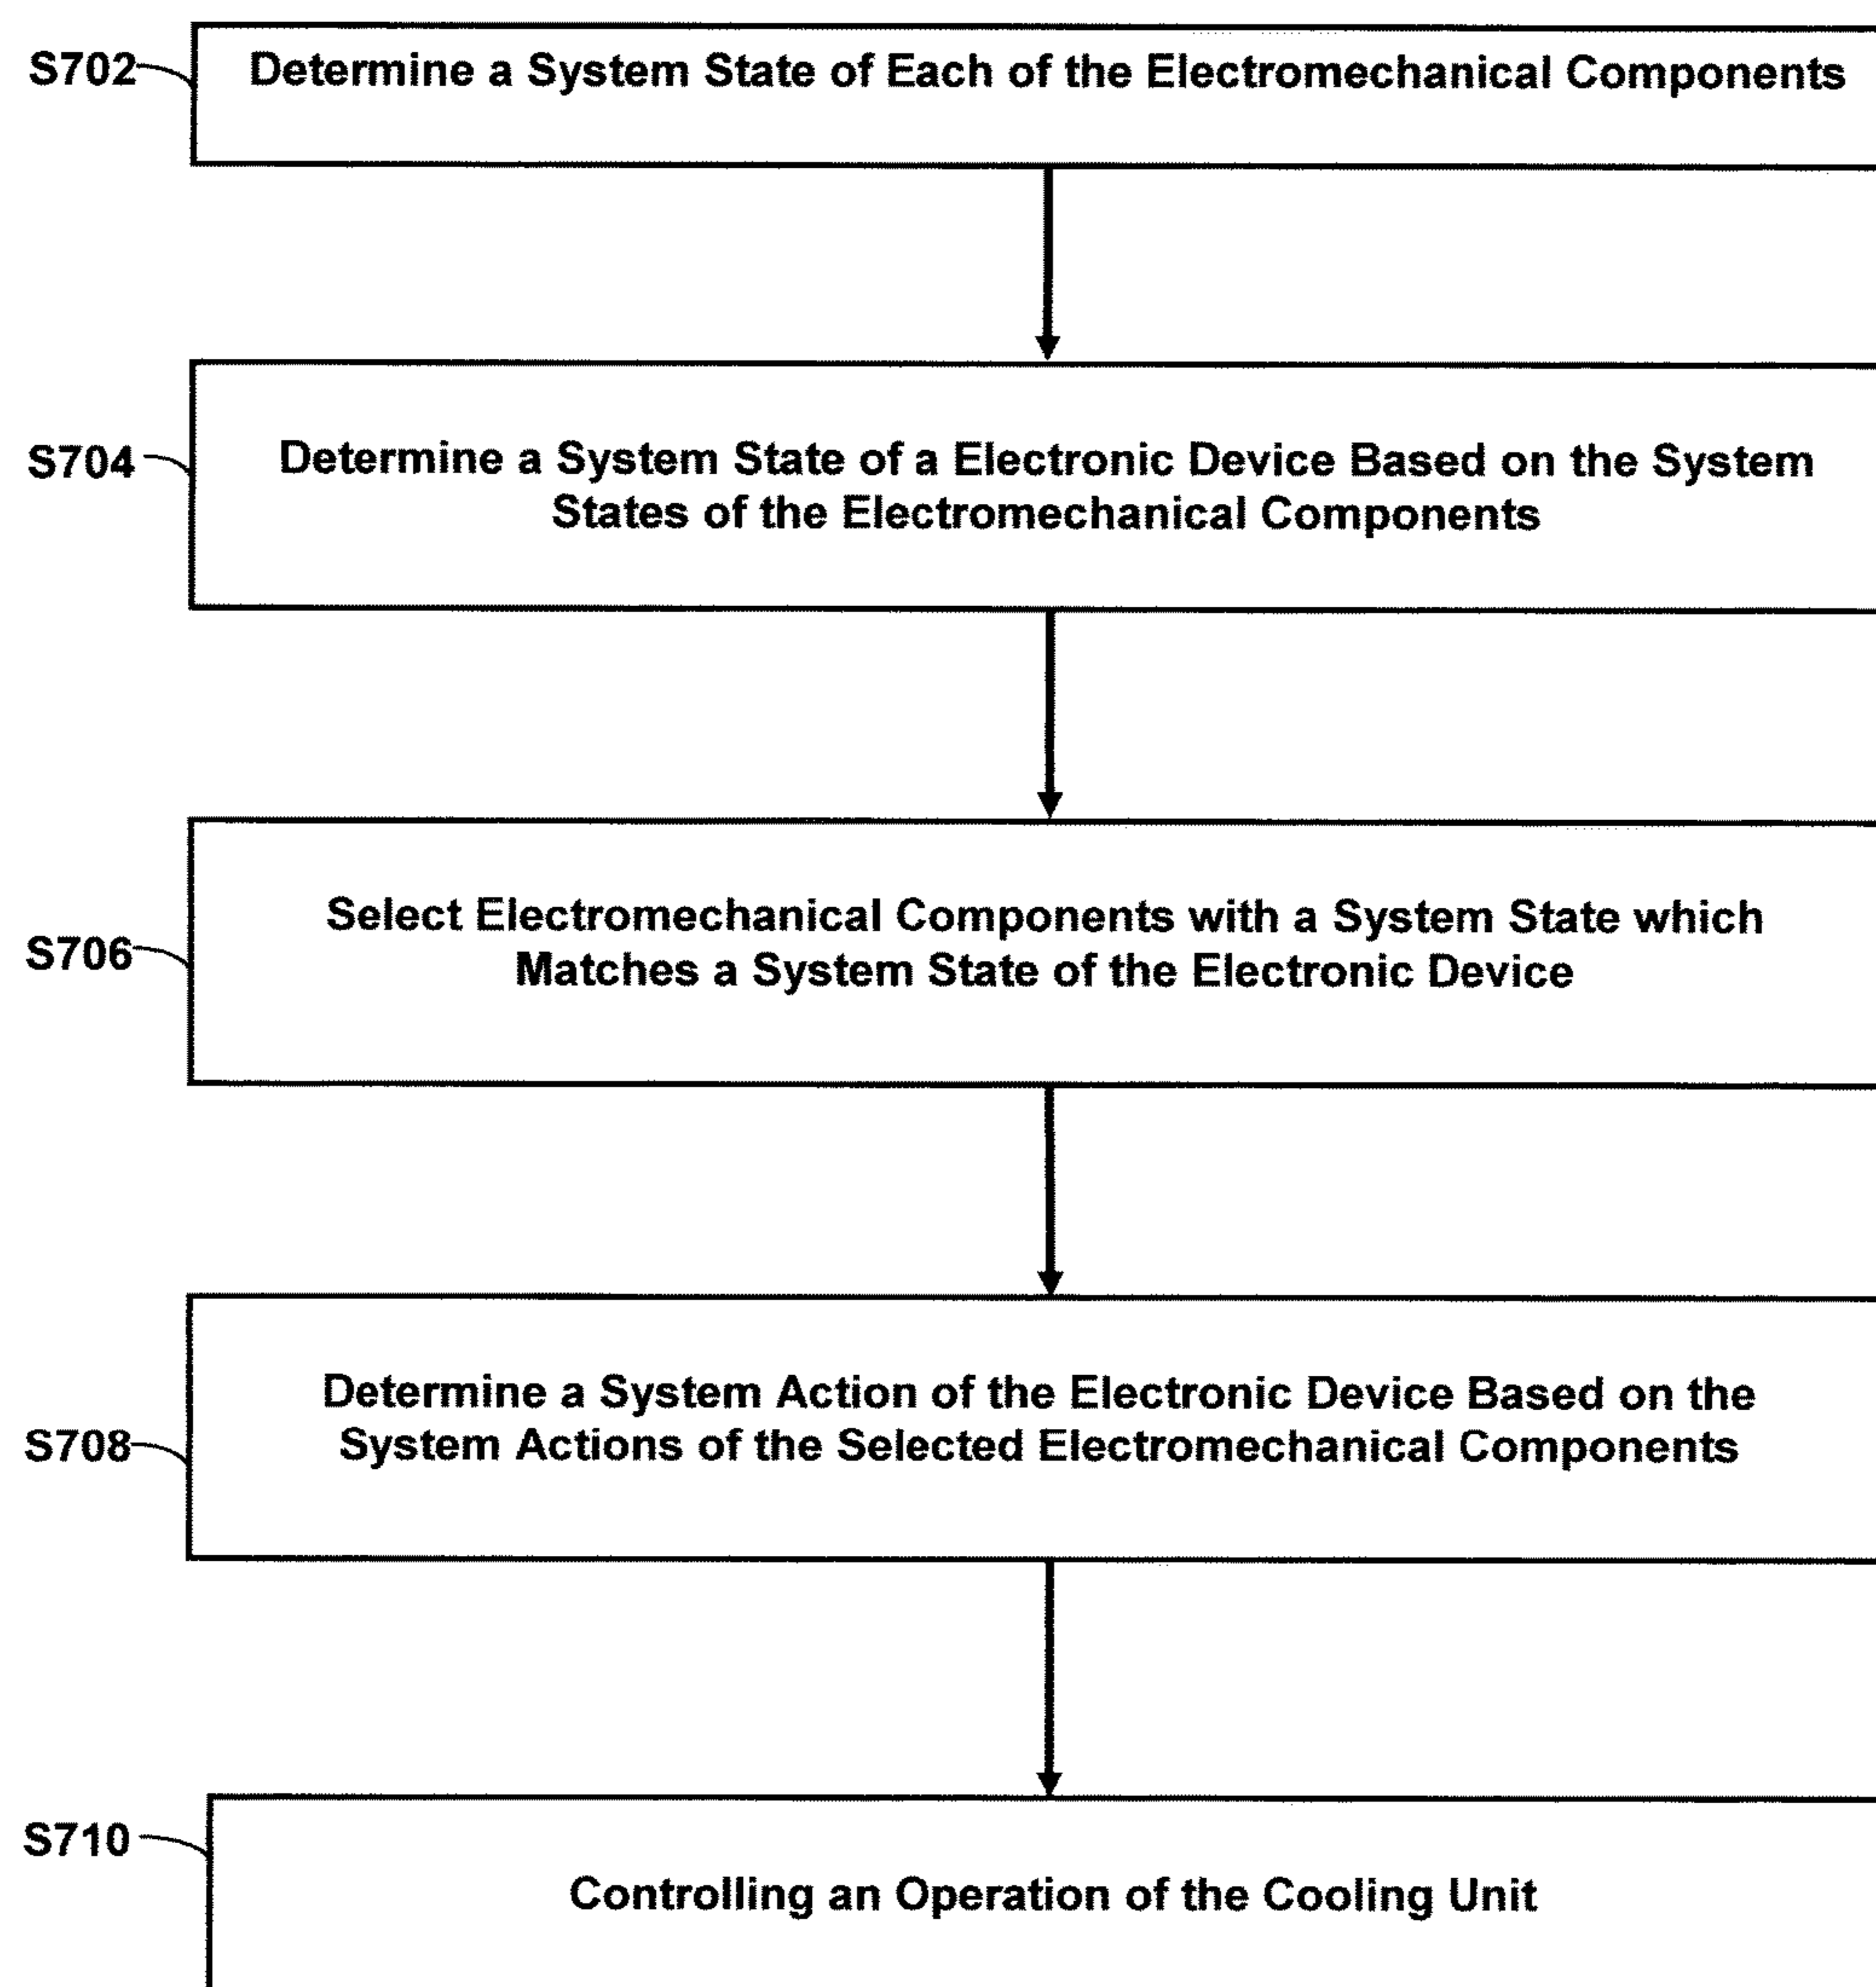 S702
Determine a System State of Each of the Electromechanical Components
S704
Determine a System State of a Electronic Device Based on the System
States of the Electromechanical Components
S706
Select Electromechanical Components with a System State which
Matches a System State of the Electronic Device
S708
Determine a System Action of the Electronic Device Based on the
System Actions of the Selected Electromechanical Components
S710
Controlling an Operation of the Cooling Unit